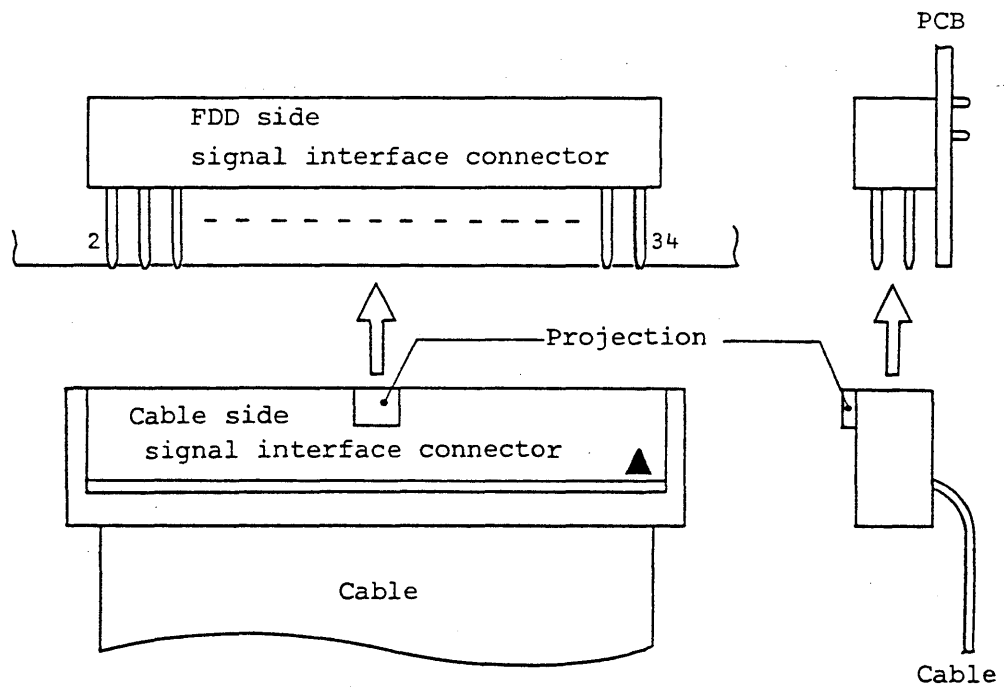 PCB
FDD side
signal interface connector
2
34
Projection
Cable side
signal interface connector
Cable
Cable